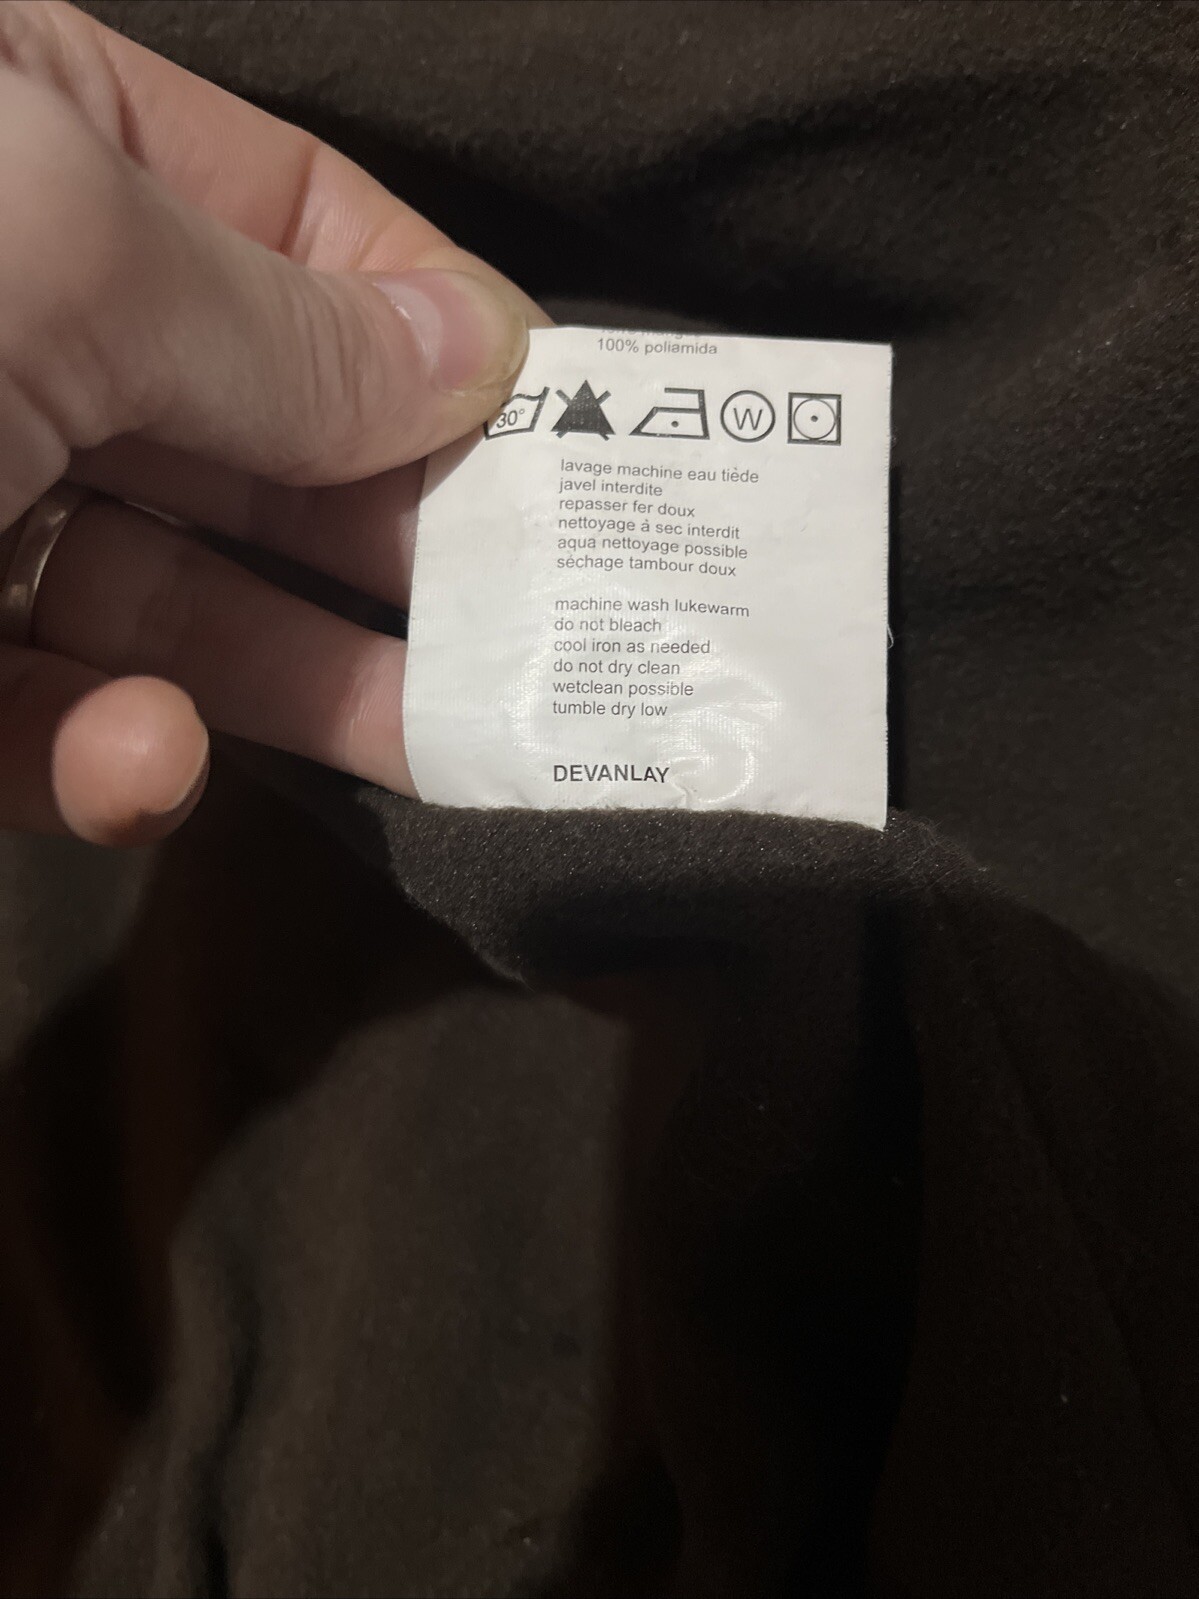 100% poliamida
30°
W
lavage machine eau tiède
javel interdite
repasser fer doux
nettoyage à sec interdit
aqua nettoyage possible
séchage tambour doux
machine wash lukewarm
do not bleach
cool iron as needed
do not dry clean
wetclean possible
tumble dry low
DEVANLAY